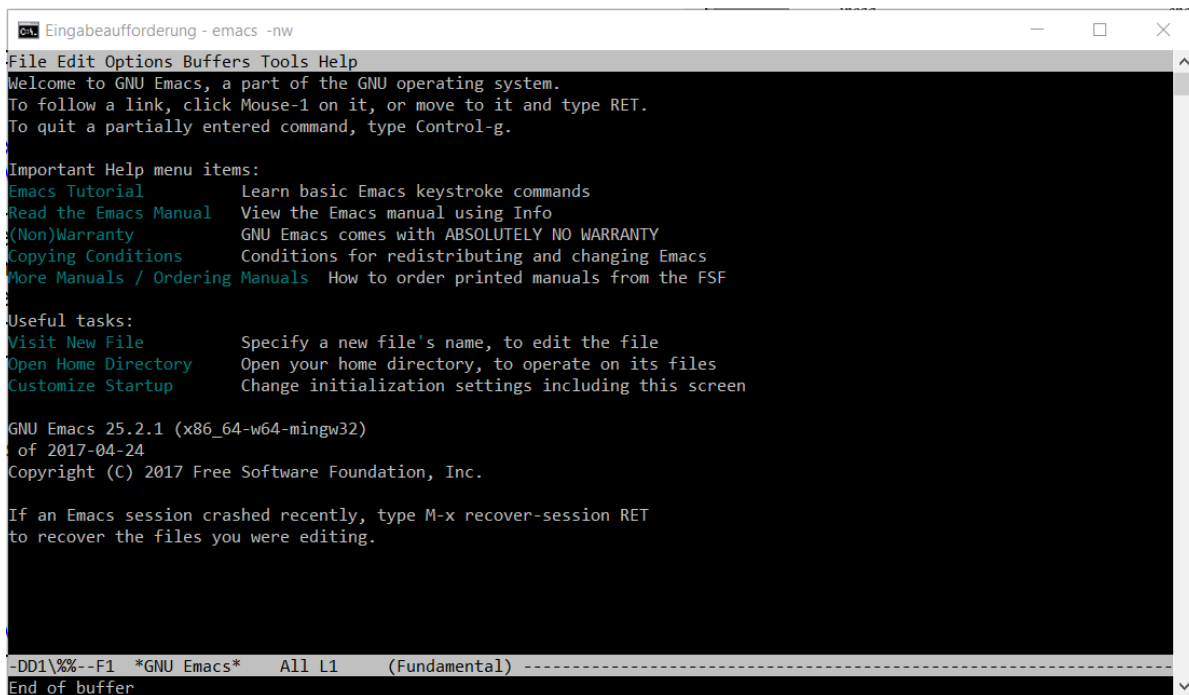 Eingabeaufforderung - emacs -nw
File Edit Options Buffers Tools Help
Welcome to GNU Emacs, a part of the GNU operating system.
To follow a link, click Mouse-1 on it, or move to it and type RET.
To quit a partially entered command, type Control-g.
Important Help menu items:
Emacs Tutorial Learn basic Emacs keystroke commands
Read the Emacs Manual View the Emacs manual using Info
(Non)Warranty GNU Emacs comes with ABSOLUTELY NO WARRANTY
Copying Conditions Conditions for redistributing and changing Emacs
More Manuals / Ordering Manuals How to order printed manuals from the FSF
Useful tasks:
Visit New File Specify a new file's name, to edit the file
Open Home Directory Open your home directory, to operate on its files
Customize Startup Change initialization settings including this screen
GNU Emacs 25.2.1 (x86_64-w64-mingw32)
of 2017-04-24
Copyright (C) 2017 Free Software Foundation, Inc.
If an Emacs session crashed recently, type M-x recover-session RET
to recover the files you were editing.
-DD1\%%--F1 *GNU Emacs* All L1 (Fundamental) -------------------------------------------------------------------
End of buffer